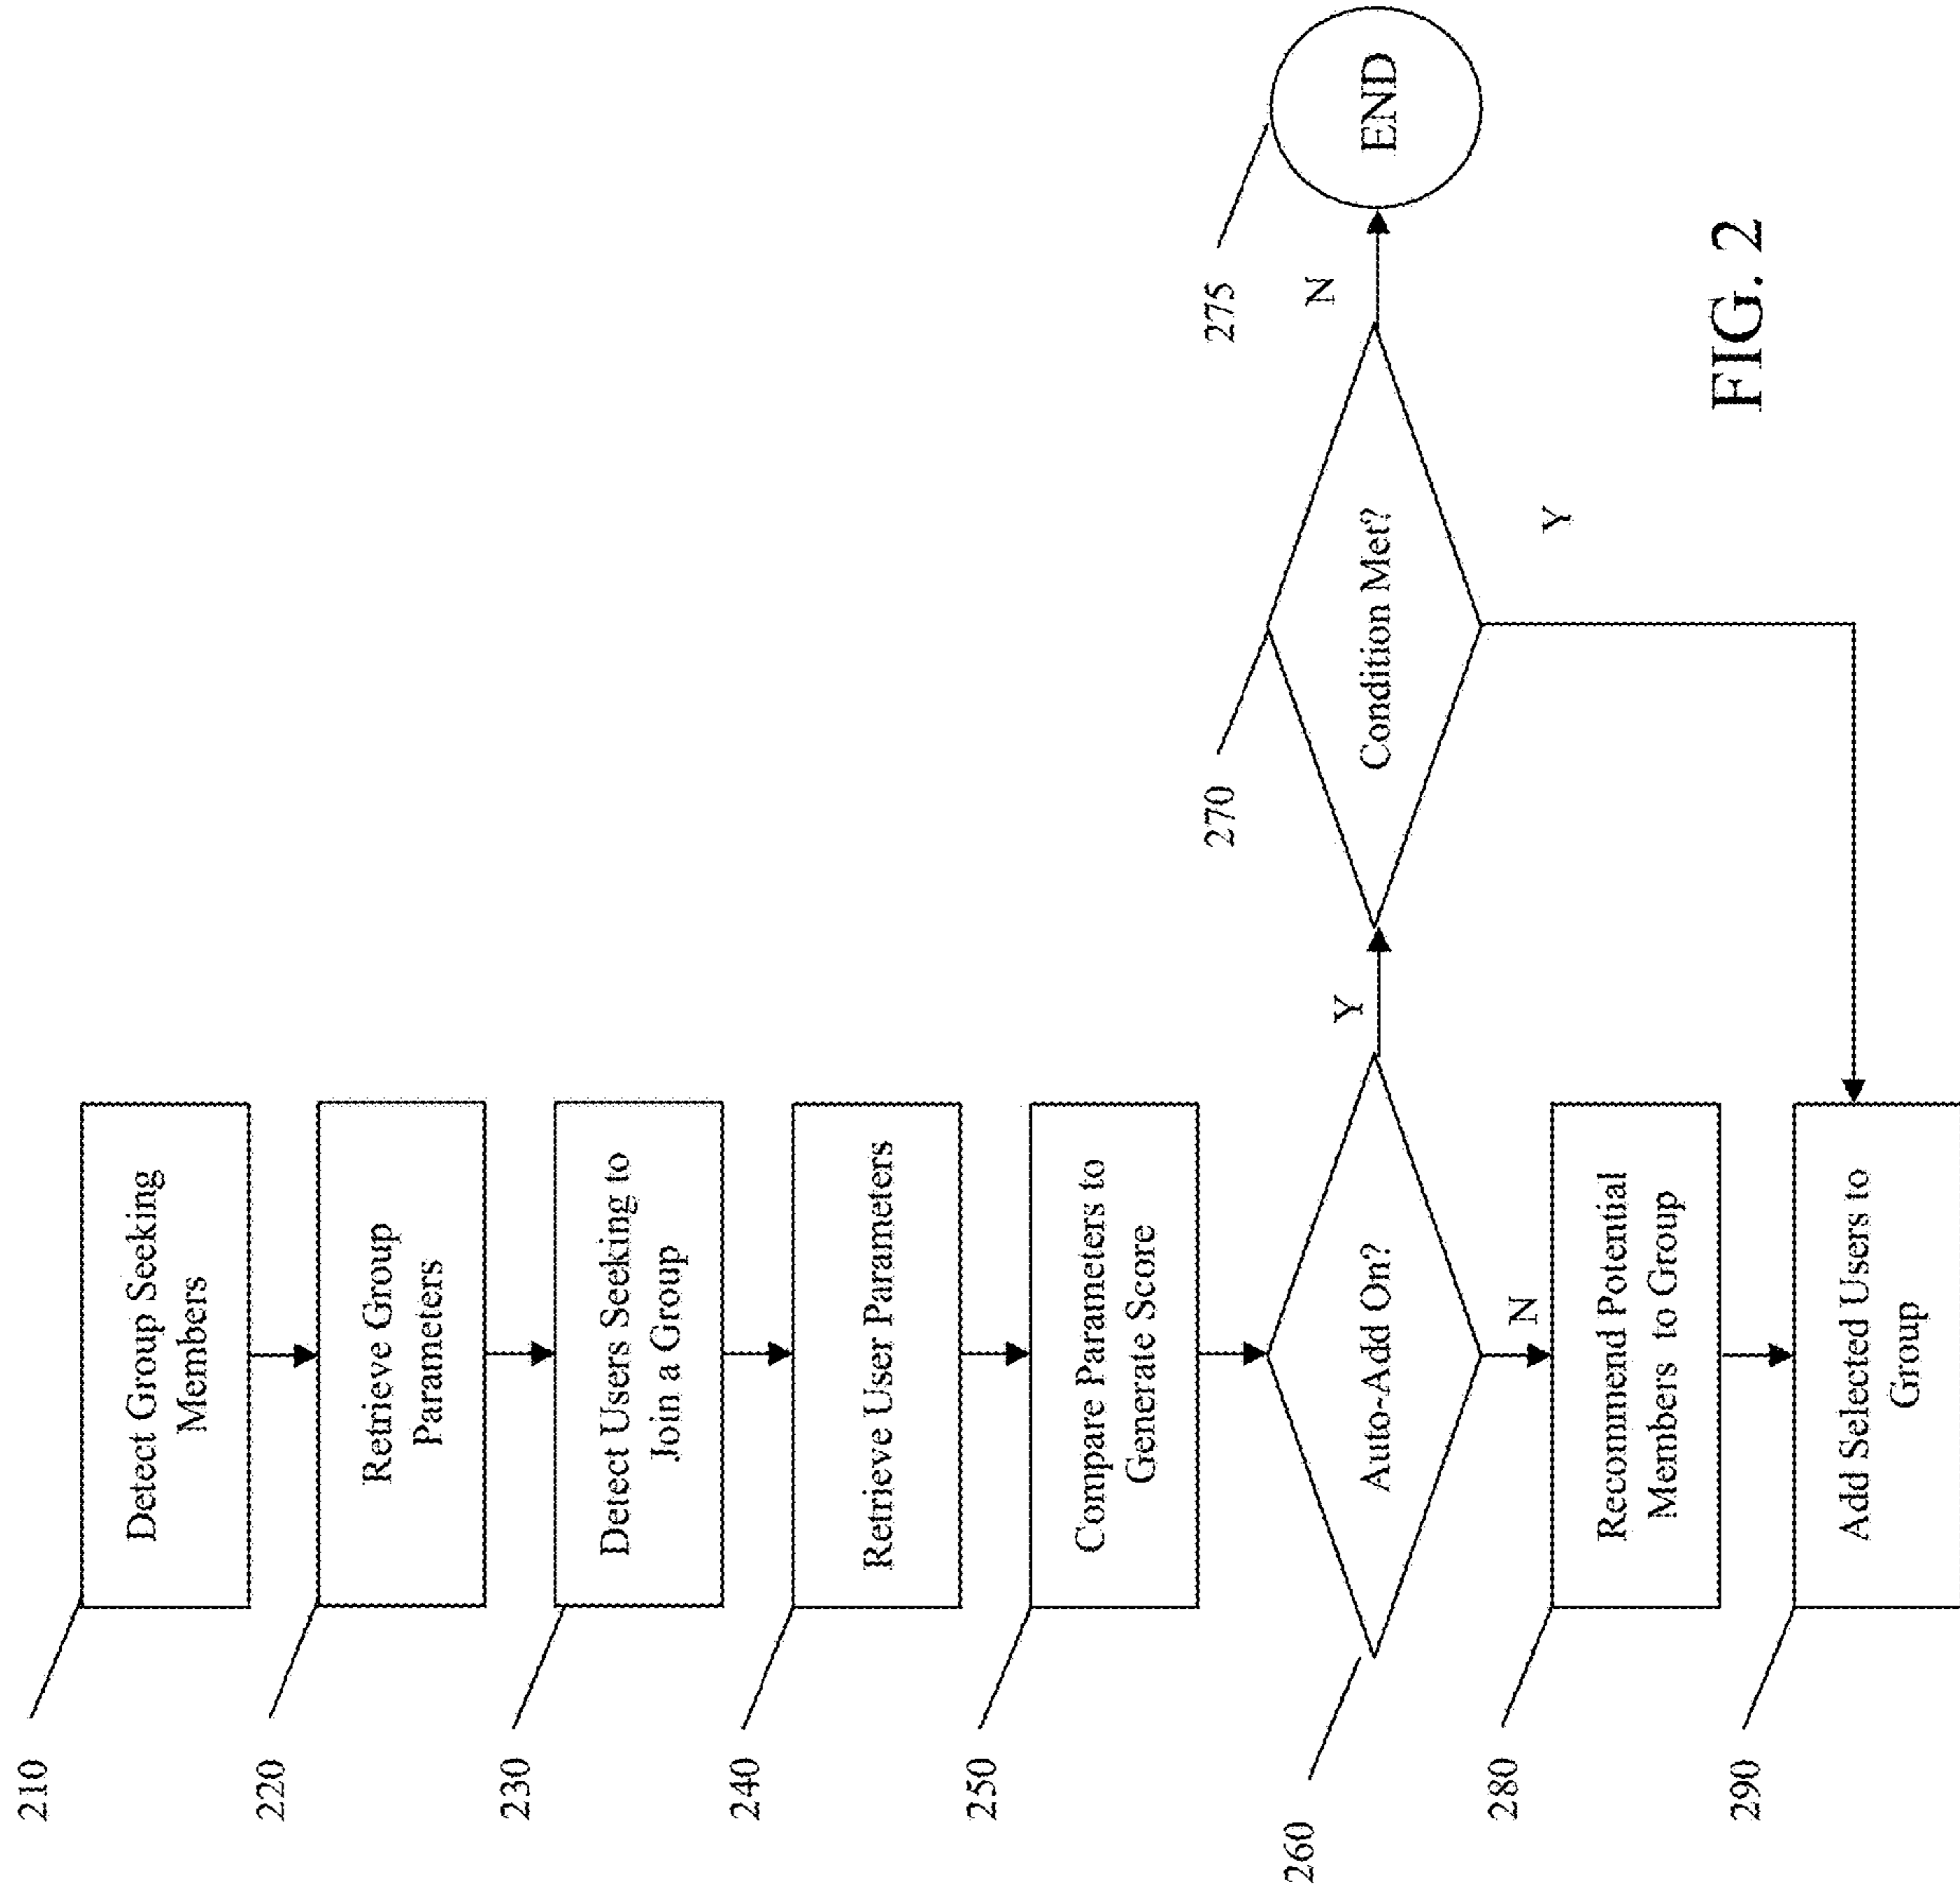 210
Detect Group Seeking
Members
220
Retrieve Group
Parameters
230
Detect Users Seeking to
Join a Group
240
Retrieve User Parameters
250
Compare Parameters to
Generate Score
260
Auto-Add On?
Y
270
Condition Met?
N
275
END
N
Y
280
Recommend Potential
Members to Group
290
Add Selected Users to
Group
FIG. 2